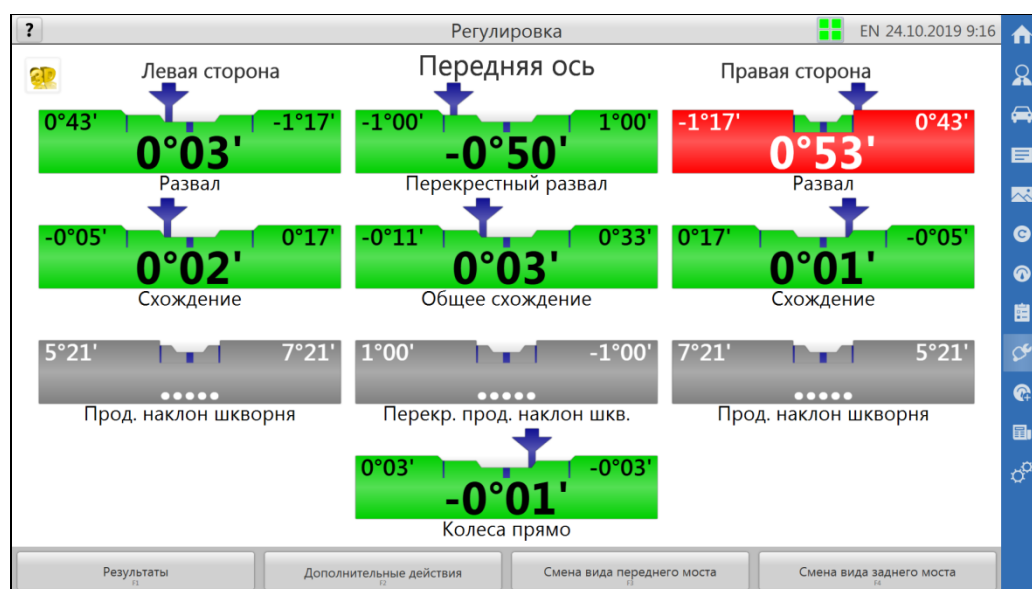 ?
Регулировка
EN 24.10.2019 9:16
3D
Левая сторона
Передняя ось
Правая сторона
0°43' -1°17'
0°03'
Развал
-1°00' 1°00'
-0°50'
Перекрестный развал
-1°17' 0°43'
0°53'
Развал
-0°05' 0°17'
0°02'
Схождение
-0°11' 0°33'
0°03'
Общее схождение
0°17' -0°05'
0°01'
Схождение
5°21' 7°21'
Прод. наклон шкворня
1°00' -1°00'
Перекр. прод. наклон шкв.
7°21' 5°21'
Прод. наклон шкворня
0°03' -0°03'
-0°01'
Колеса прямо
Результаты
F1
Дополнительные действия
F2
Смена вида переднего моста
F3
Смена вида заднего моста
F4